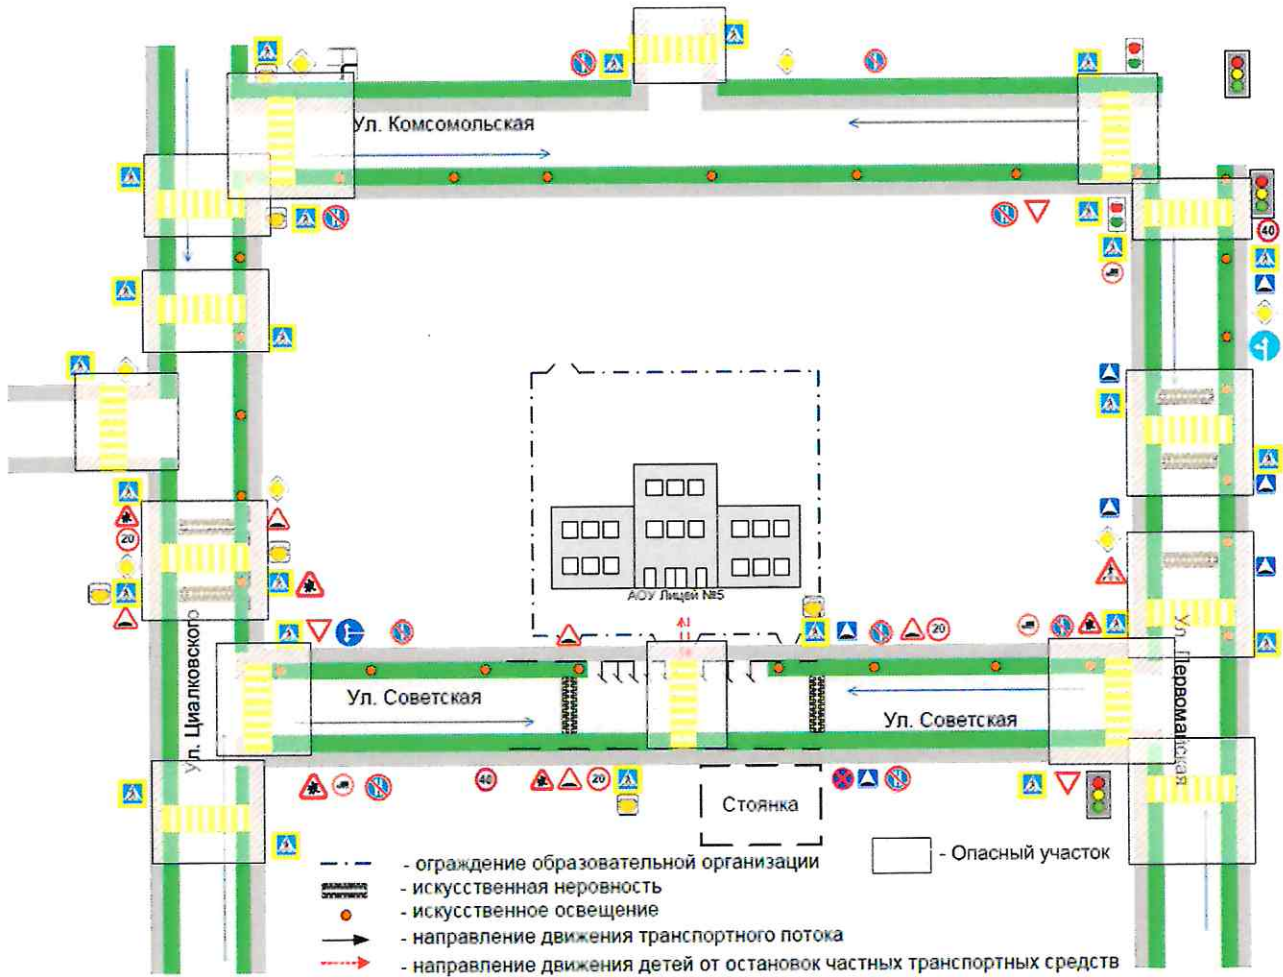 Ул. Комсомольская
40
20
АОУ Лицей №5
20
Ул. Циалковского
Ул. Советская
Ул. Советская
Ул. Первомайская
40
20
Стоянка
- ограждение образовательной организации
- Опасный участок
- искусственная неровность
- искусственное освещение
- направление движения транспортного потока
- направление движения детей от остановок частных транспортных средств